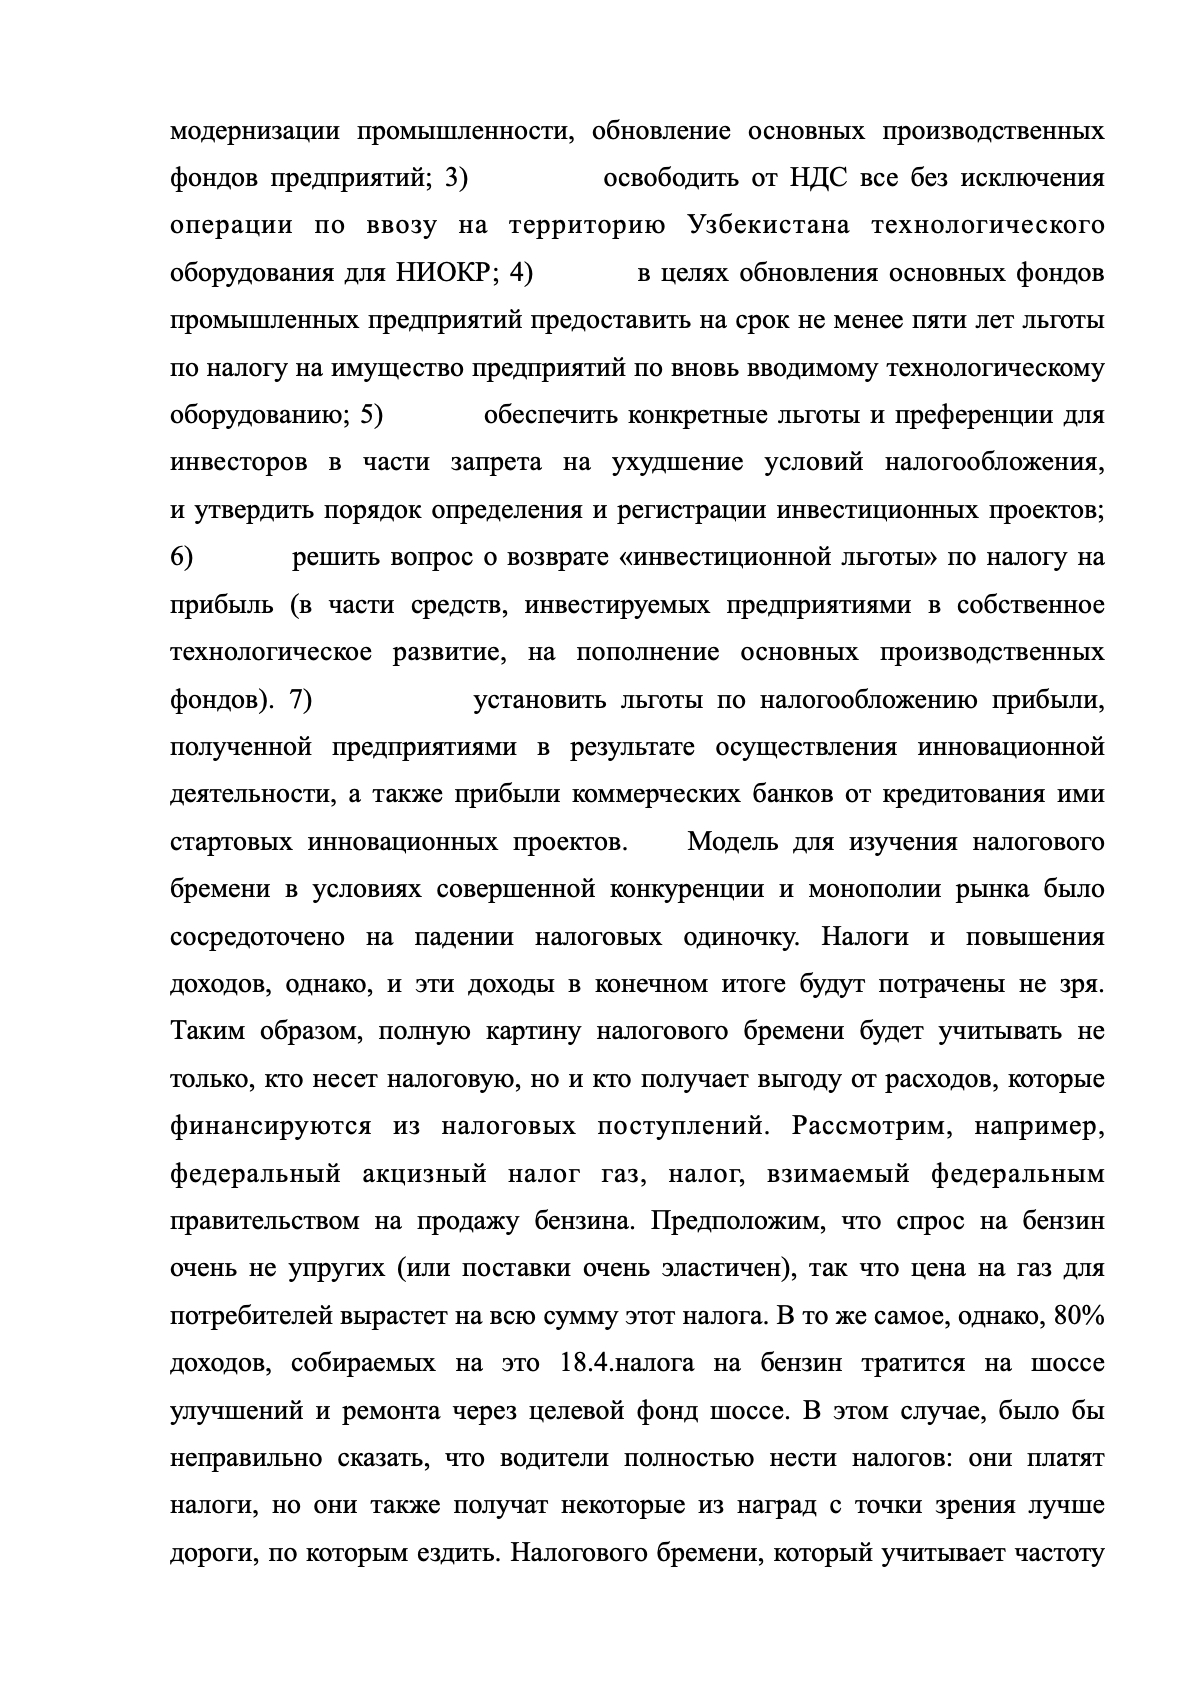 модернизации промышленности, обновление основных производственных
фондов предприятий; 3) освободить от НДС все без исключения
операции по ввозу на территорию Узбекистана технологического
оборудования для НИОКР; 4) в целях обновления основных фондов
промышленных предприятий предоставить на срок не менее пяти лет льготы
по налогу на имущество предприятий по вновь вводимому технологическому
оборудованию; 5) обеспечить конкретные льготы и преференции для
инвесторов в части запрета на ухудшение условий налогообложения,
и утвердить порядок определения и регистрации инвестиционных проектов;
6) решить вопрос о возврате «инвестиционной льготы» по налогу на
прибыль (в части средств, инвестируемых предприятиями в собственное
технологическое развитие, на пополнение основных производственных
фондов). 7) установить льготы по налогообложению прибыли,
полученной предприятиями в результате осуществления инновационной
деятельности, а также прибыли коммерческих банков от кредитования ими
стартовых инновационных проектов. Модель для изучения налогового
бремени в условиях совершенной конкуренции и монополии рынка было
сосредоточено на падении налоговых одиночку. Налоги и повышения
доходов, однако, и эти доходы в конечном итоге будут потрачены не зря.
Таким образом, полную картину налогового бремени будет учитывать не
только, кто несет налоговую, но и кто получает выгоду от расходов, которые
финансируются из налоговых поступлений. Рассмотрим, например,
федеральный акцизный налог газ, налог, взимаемый федеральным
правительством на продажу бензина. Предположим, что спрос на бензин
очень не упругих (или поставки очень эластичен), так что цена на газ для
потребителей вырастет на всю сумму этот налога. В то же самое, однако, 80%
доходов, собираемых на это 18.4.налога на бензин тратится на шоссе
улучшений и ремонта через целевой фонд шоссе. В этом случае, было бы
неправильно сказать, что водители полностью нести налогов: они платят
налоги, но они также получат некоторые из наград с точки зрения лучше
дороги, по которым ездить. Налогового бремени, который учитывает частоту